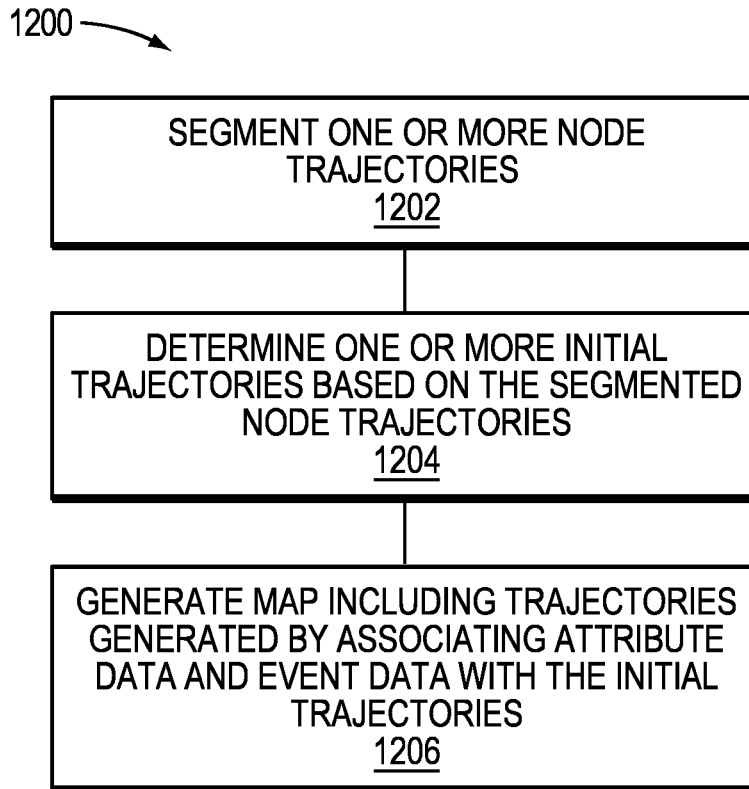 1200
SEGMENT ONE OR MORE NODE
TRAJECTORIES
1202
DETERMINE ONE OR MORE INITIAL
TRAJECTORIES BASED ON THE SEGMENTED
NODE TRAJECTORIES
1204
GENERATE MAP INCLUDING TRAJECTORIES
GENERATED BY ASSOCIATING ATTRIBUTE
DATA AND EVENT DATA WITH THE INITIAL
TRAJECTORIES
1206